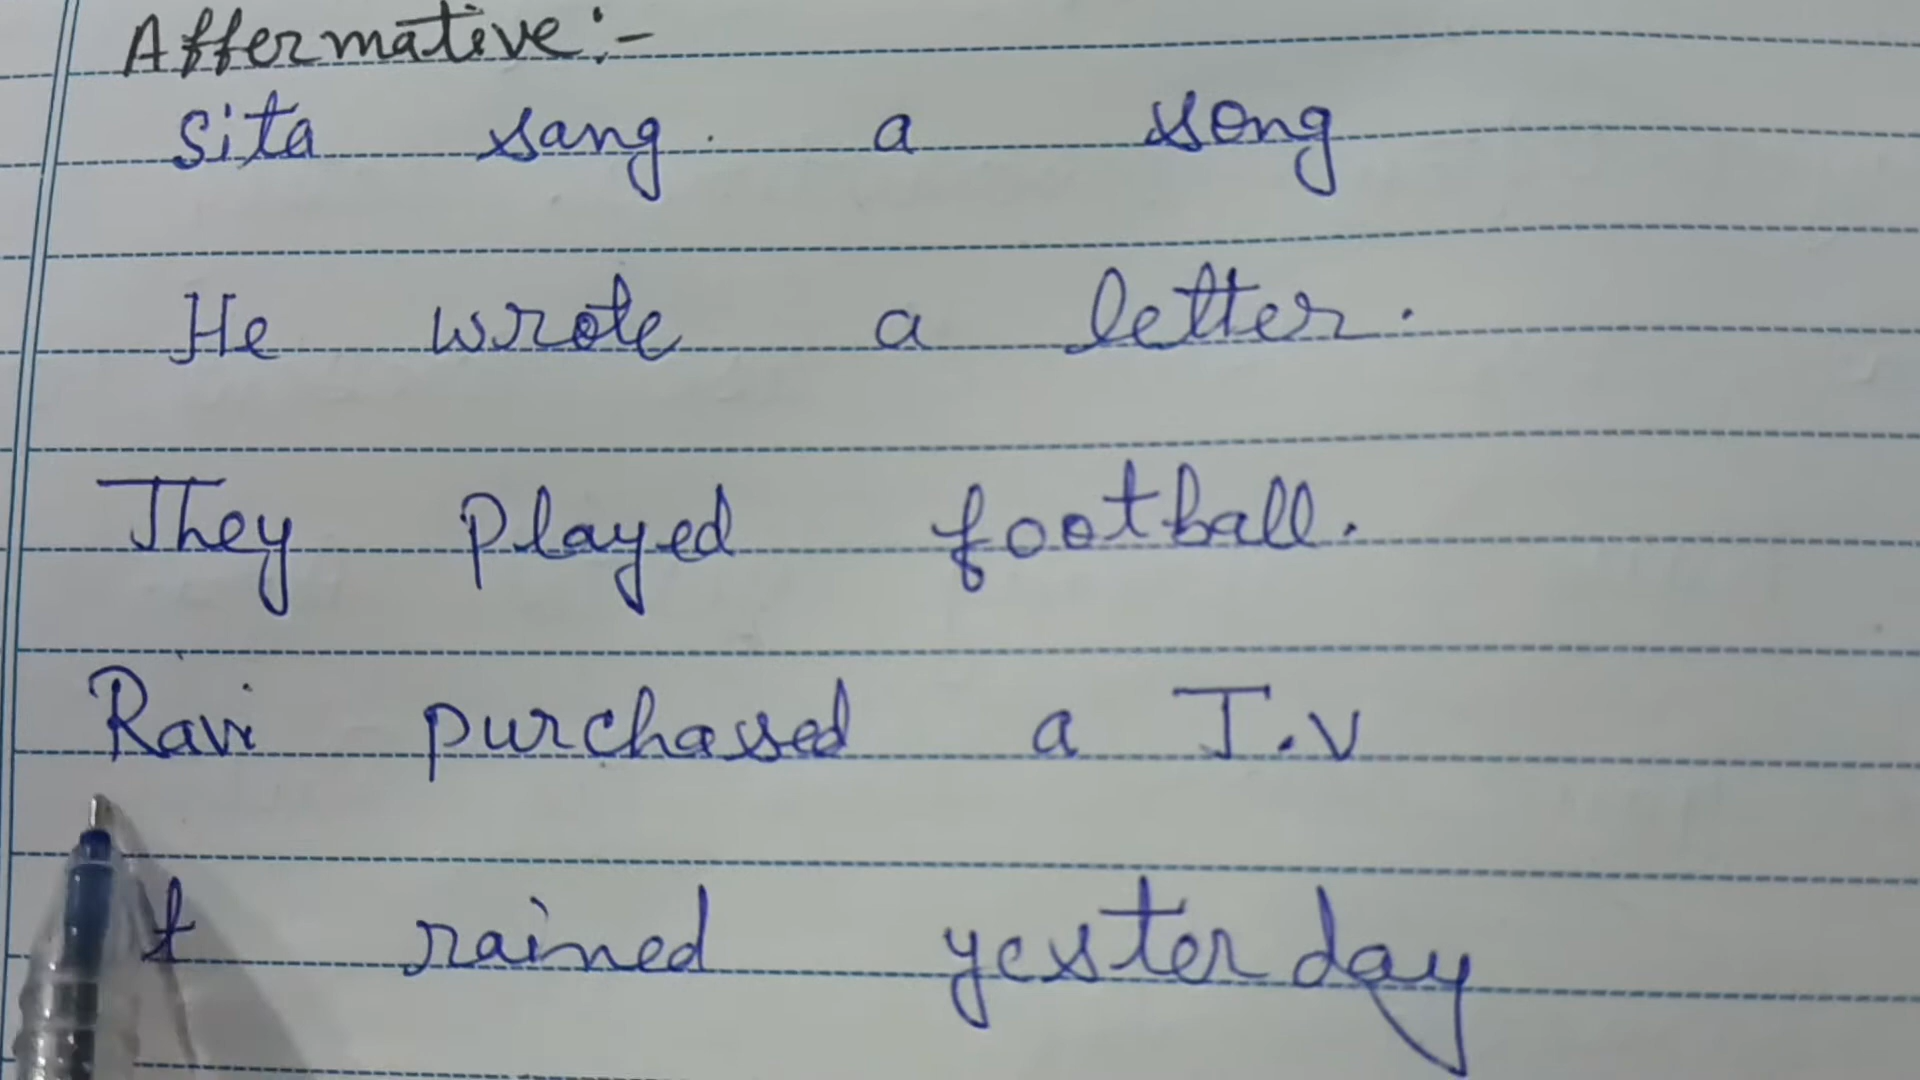 Affermative:-
Sita sang. a song
He wrote a letter.
They played football.
Ravi purchased a T.V
t rained yesterday